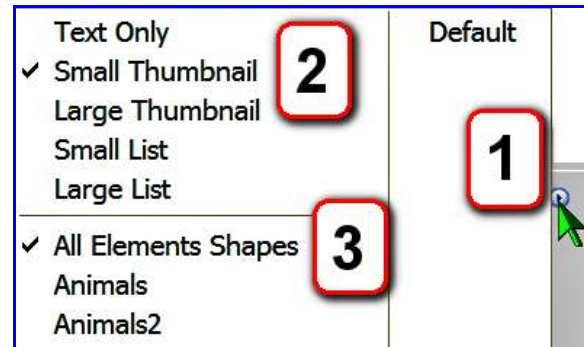 Text Only
Default
✓ Small Thumbnail
2
Large Thumbnail
Small List
1
Large List
✓ All Elements Shapes
3
Animals
Animals2